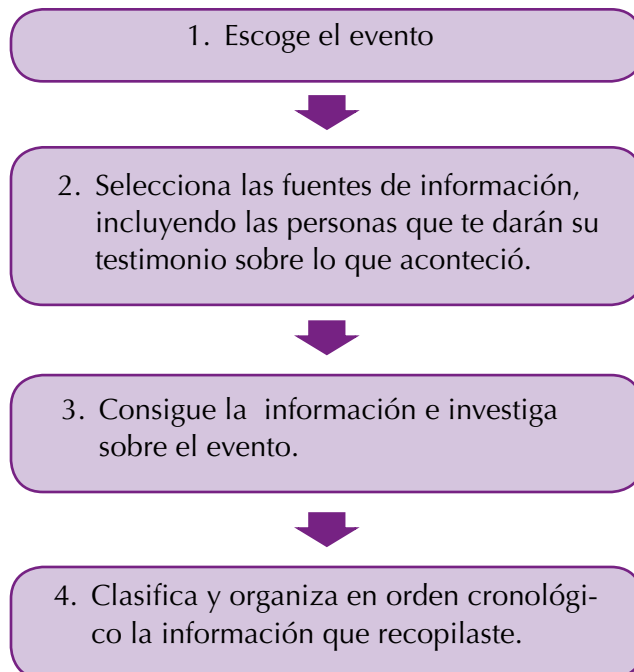 1. Escoge el evento
2. Selecciona las fuentes de información,
incluyendo las personas que te darán su
testimonio sobre lo que aconteció.
3. Consigue la  información e investiga
sobre el evento.
4. Clasifica y organiza en orden cronológi-
co la información que recopilaste.